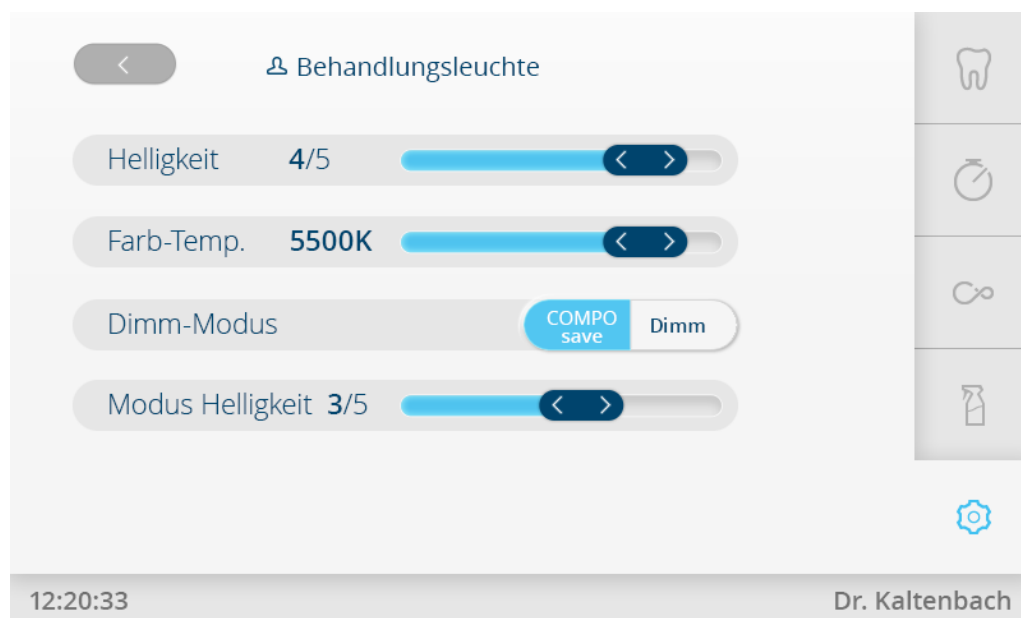 Behandlungsleuchte
Helligkeit 4/5
Farb-Temp. 5500K
Dimm-Modus COMPO save Dimm
Modus Helligkeit 3/5
12:20:33 Dr. Kaltenbach